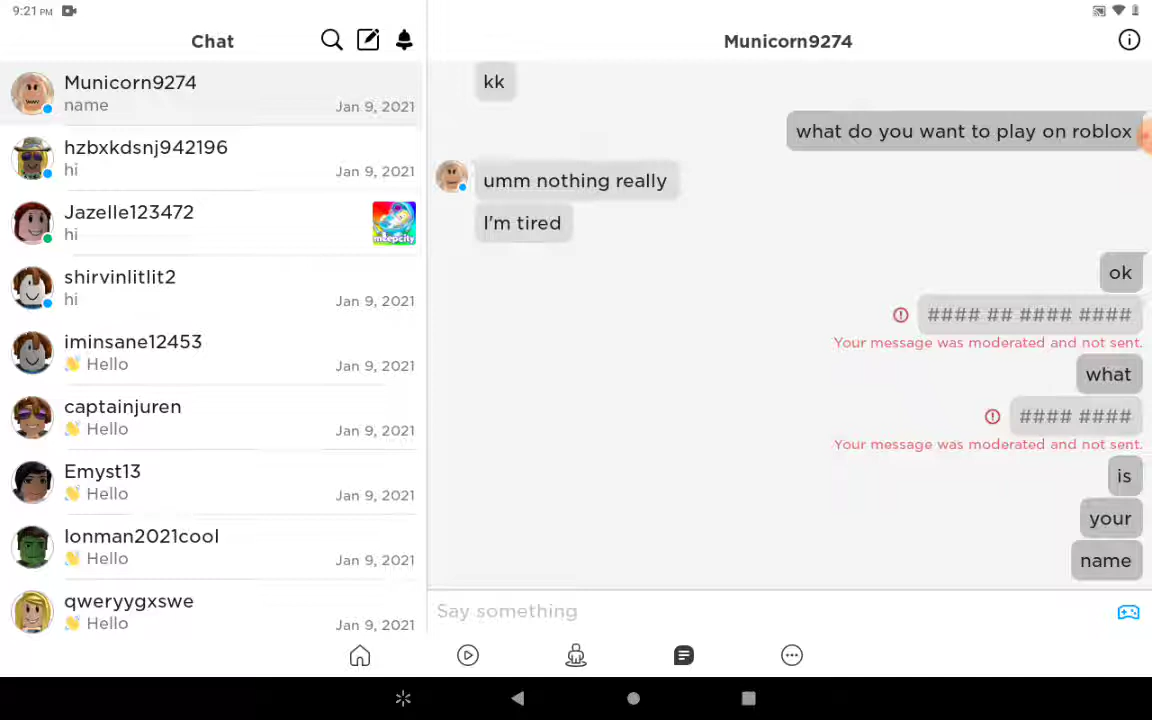 9:21 PM
Chat
Municorn9274
name
Jan 9, 2021
hzbxkdsnj942196
hi
Jan 9, 2021
Jazelle123472
hi
meepcity
shirvinlitlit2
hi
Jan 9, 2021
iminsane12453
👋 Hello
Jan 9, 2021
captainjuren
👋 Hello
Jan 9, 2021
Emyst13
👋 Hello
Jan 9, 2021
lonman2021cool
👋 Hello
Jan 9, 2021
qweryygxswe
👋 Hello
Jan 9, 2021
Municorn9274
kk
what do you want to play on roblox
umm nothing really
I'm tired
ok
#### ## #### ####
Your message was moderated and not sent.
what
#### ####
Your message was moderated and not sent.
is
your
name
Say something